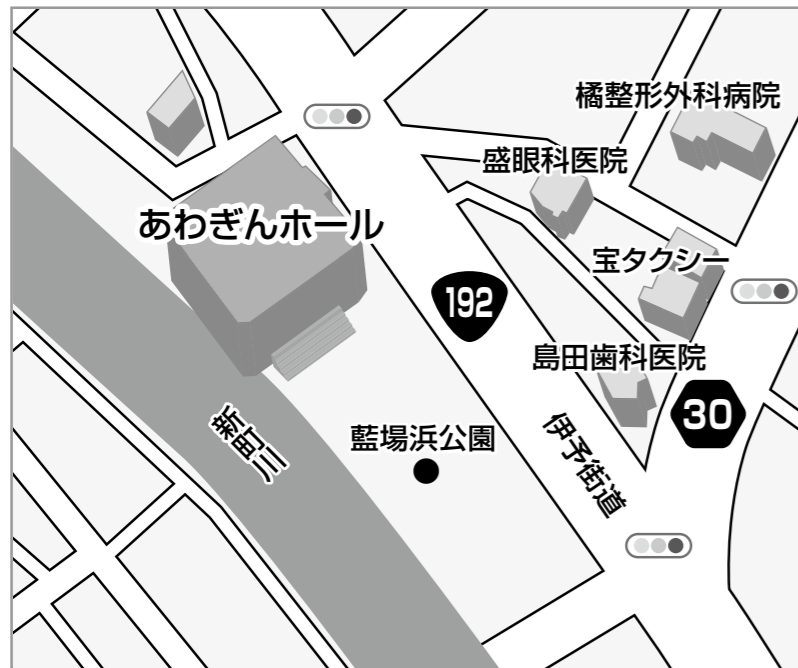 橘整形外科病院
盛眼科医院
あわぎんホール
宝タクシー
192
島田歯科医院
30
新町川
藍場浜公園
伊予街道